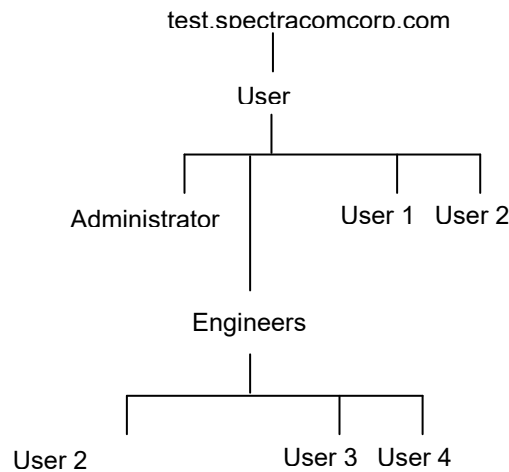 test.spectracomcorp.com
User
Administrator User 1 User 2
Engineers
User 2 User 3 User 4